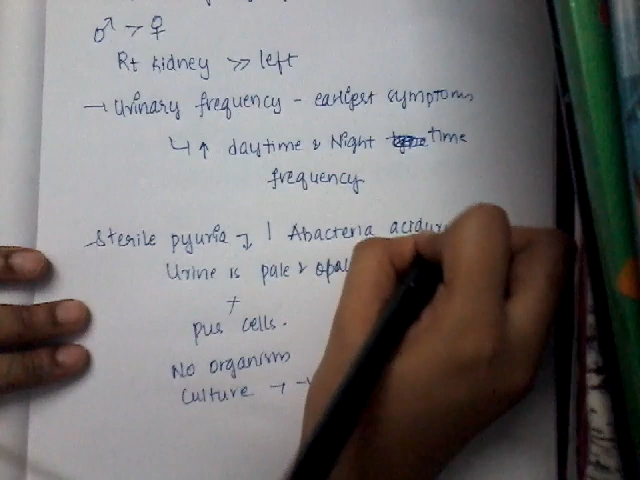 ♂ > ♀
Rt Kidney >> left
→ Urinary frequency - earliest symptoms
↳ ↑ daytime & Night time
frequency
Sterile pyuria → | Abacteria
Urine is pale &
+
pus cells.
No organism
Culture →